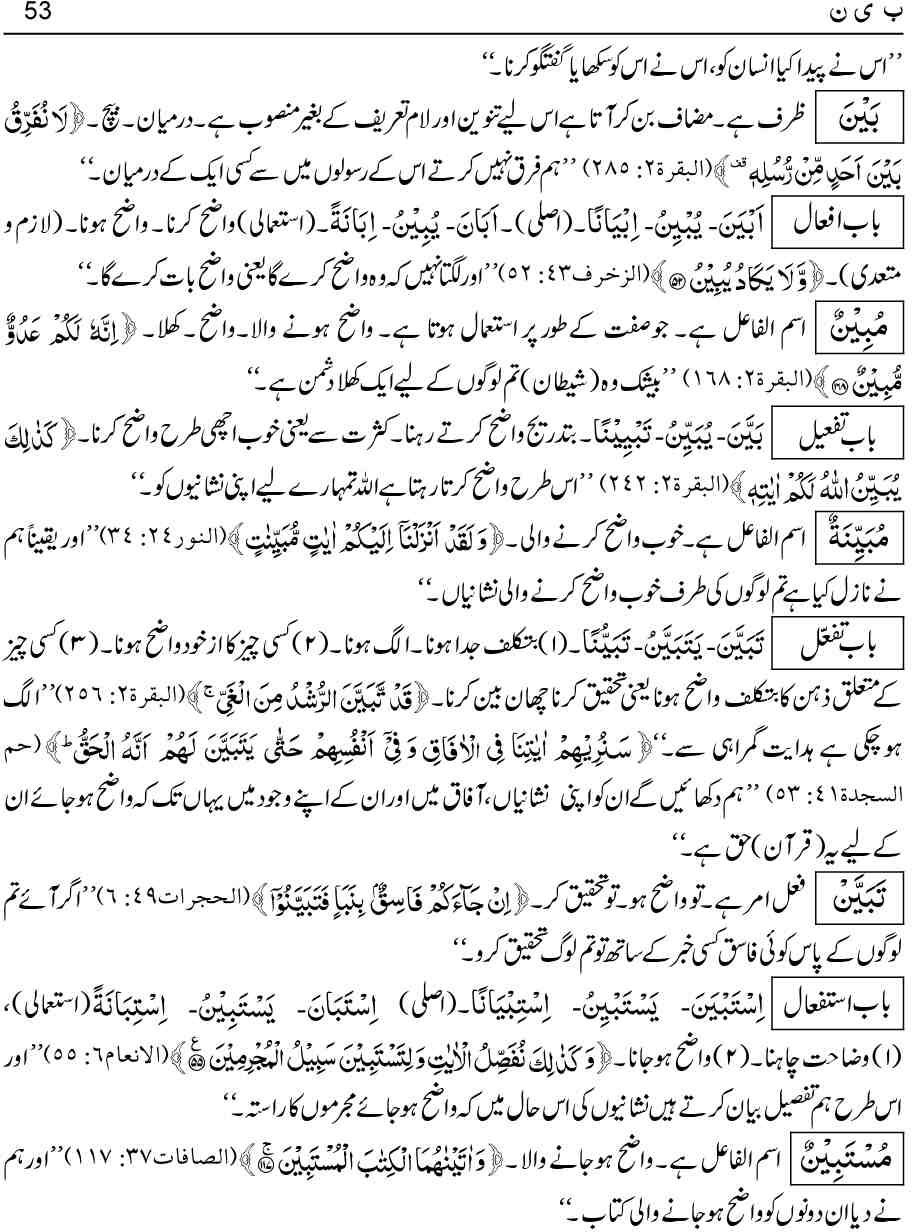 ب ی ن 53
’’اس نے پیدا کیا انسان کو، اس نے اس کو سکھایا گفتگو کرنا۔‘‘
بَیْنَ ظرف ہے۔ مضاف بن کر آتا ہے اس لیے تنوین اور لام تعریف کے بغیر منصوب ہے۔ درمیان۔ بیچ۔ ﴿لَا نُفَرِّقُ
بَیْنَ اَحَدٍ مِّنْ رُّسُلِهٖ قف﴾ (البقرة۲: ۲۸۵) ’’ہم فرق نہیں کرتے اس کے رسولوں میں سے کسی ایک کے درمیان۔‘‘
باب افعال اَبْیَنَ۔ یُبْیِنُ۔ اِبْیَانًا۔ (اصلی)۔ اَبَانَ۔ یُبِیْنُ۔ اِبَانَةً۔ (استعمالی) واضح کرنا۔ واضح ہونا۔ (لازم و
متعدی)۔ ﴿وَّلَا یَكَادُ یُبِیْنُ ۝۵۲﴾ (الزخرف۴۳: ۵۲) ’’اور لگتا نہیں کہ وہ واضح کرے گا یعنی واضح بات کرے گا۔‘‘
مُبِیْنٌ اسم الفاعل ہے۔ جو صفت کے طور پر استعمال ہوتا ہے۔ واضح ہونے والا۔ واضح۔ کھلا۔ ﴿اِنَّهٗ لَكُمْ عَدُوٌّ
مُّبِیْنٌ ۝۱۶۸﴾ (البقرة۲: ۱۶۸) ’’بیشک وہ (شیطان) تم لوگوں کے لیے ایک کھلا دشمن ہے۔‘‘
باب تفعیل بَیَّنَ۔ یُبَیِّنُ۔ تَبْیِیْنًا۔ بتدریج واضح کرتے رہنا۔ کثرت سے یعنی خوب اچھی طرح واضح کرنا۔ ﴿كَذٰلِكَ
یُبَیِّنُ اللّٰهُ لَكُمْ اٰیٰتِهٖ﴾ (البقرة۲: ۲۴۲) ’’اس طرح واضح کرتا رہتا ہے اللہ تمہارے لیے اپنی نشانیوں کو۔‘‘
مُبَیِّنَةٌ اسم الفاعل ہے۔ خوب واضح کرنے والی۔ ﴿وَ لَقَدْ اَنْزَلْنَاۤ اِلَیْكُمْ اٰیٰتٍ مُّبَیِّنٰتٍ﴾ (النور۲۴: ۳۴) ’’اور یقیناً ہم
نے نازل کیا ہے تم لوگوں کی طرف خوب واضح کرنے والی نشانیاں۔‘‘
باب تفعّل تَبَیَّنَ۔ یَتَبَیَّنُ۔ تَبَیُّنًا۔ (۱) بتکلف جدا ہونا۔ الگ ہونا۔ (۲) کسی چیز کا ازخود واضح ہونا۔ (۳) کسی چیز
کے متعلق ذہن کا بتکلف واضح ہونا یعنی تحقیق کرنا چھان بین کرنا۔ ﴿قَدْ تَّبَیَّنَ الرُّشْدُ مِنَ الْغَیِّ ۚ﴾ (البقرة۲: ۲۵۶) ’’الگ
ہو چکی ہے ہدایت گمراہی سے۔‘‘ ﴿سَنُرِیْهِمْ اٰیٰتِنَا فِی الْاٰفَاقِ وَ فِیْۤ اَنْفُسِهِمْ حَتّٰی یَتَبَیَّنَ لَهُمْ اَنَّهُ الْحَقُّ ؕ﴾ (حم
السجدة۴۱: ۵۳) ’’ہم دکھائیں گے ان کو اپنی نشانیاں، آفاق میں اور ان کے اپنے وجود میں یہاں تک کہ واضح ہو جائے ان
کے لیے یہ (قرآن) حق ہے۔‘‘
تَبَیَّنْ فعل امر ہے۔ تو واضح ہو۔ تو تحقیق کر۔ ﴿اِنْ جَآءَكُمْ فَاسِقٌۢ بِنَبَاٍ فَتَبَیَّنُوْۤا﴾ (الحجرات۴۹: ۶) ’’اگر آئے تم
لوگوں کے پاس کوئی فاسق کسی خبر کے ساتھ تو تم لوگ تحقیق کرو۔‘‘
باب استفعال اِسْتَبْیَنَ۔ یَسْتَبْیِنُ۔ اِسْتِبْیَانًا۔ (اصلی) اِسْتَبَانَ۔ یَسْتَبِیْنُ۔ اِسْتِبَانَةً (استعمالی)،
(۱) وضاحت چاہنا۔ (۲) واضح ہوجانا۔ ﴿وَ كَذٰلِكَ نُفَصِّلُ الْاٰیٰتِ وَ لِتَسْتَبِیْنَ سَبِیْلُ الْمُجْرِمِیْنَ ۝۵۵ع﴾ (الانعام۶: ۵۵) ’’اور
اس طرح ہم تفصیل بیان کرتے ہیں نشانیوں کی اس حال میں کہ واضح ہو جائے مجرموں کا راستہ۔‘‘
مُسْتَبِیْنٌ اسم الفاعل ہے۔ واضح ہو جانے والا۔ ﴿وَ اٰتَیْنٰهُمَا الْكِتٰبَ الْمُسْتَبِیْنَ ۝۱۱۷ۚ﴾ (الصافات۳۷: ۱۱۷) ’’اور ہم
نے دیا ان دونوں کو واضح ہو جانے والی کتاب۔‘‘